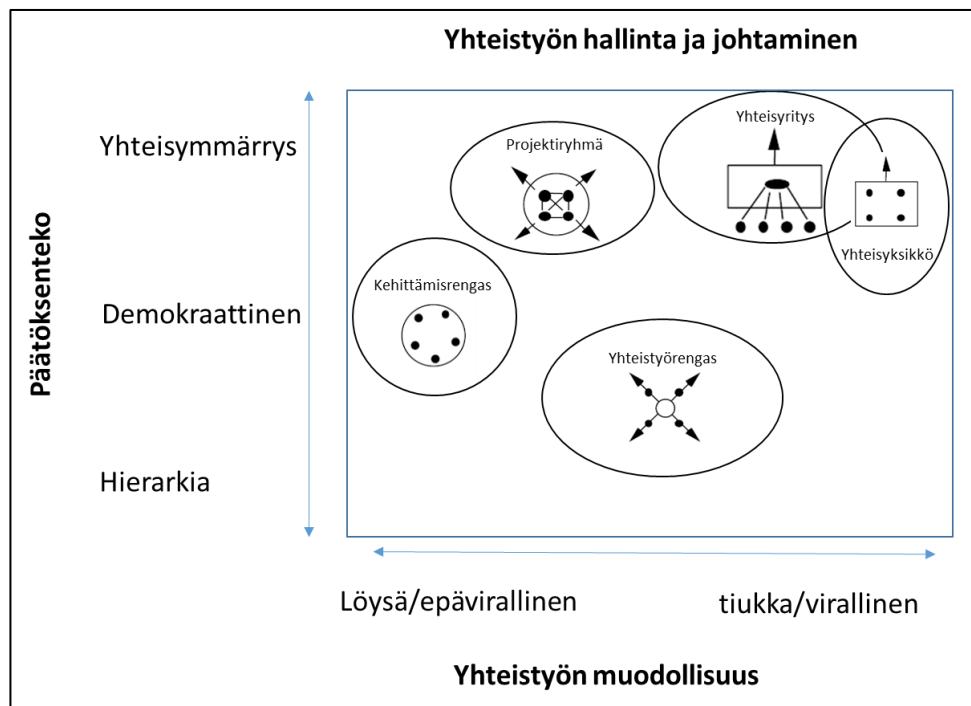 Yhteistyön hallinta ja johtaminen
Päätöksenteko
Yhteisymmärrys
Demokraattinen
Hierarkia
Projektiryhmä
Yhteisyritys
Yhteisyksikkö
Kehittämisrengas
Yhteistyörengas
Löysä/epävirallinen
tiukka/virallinen
Yhteistyön muodollisuus